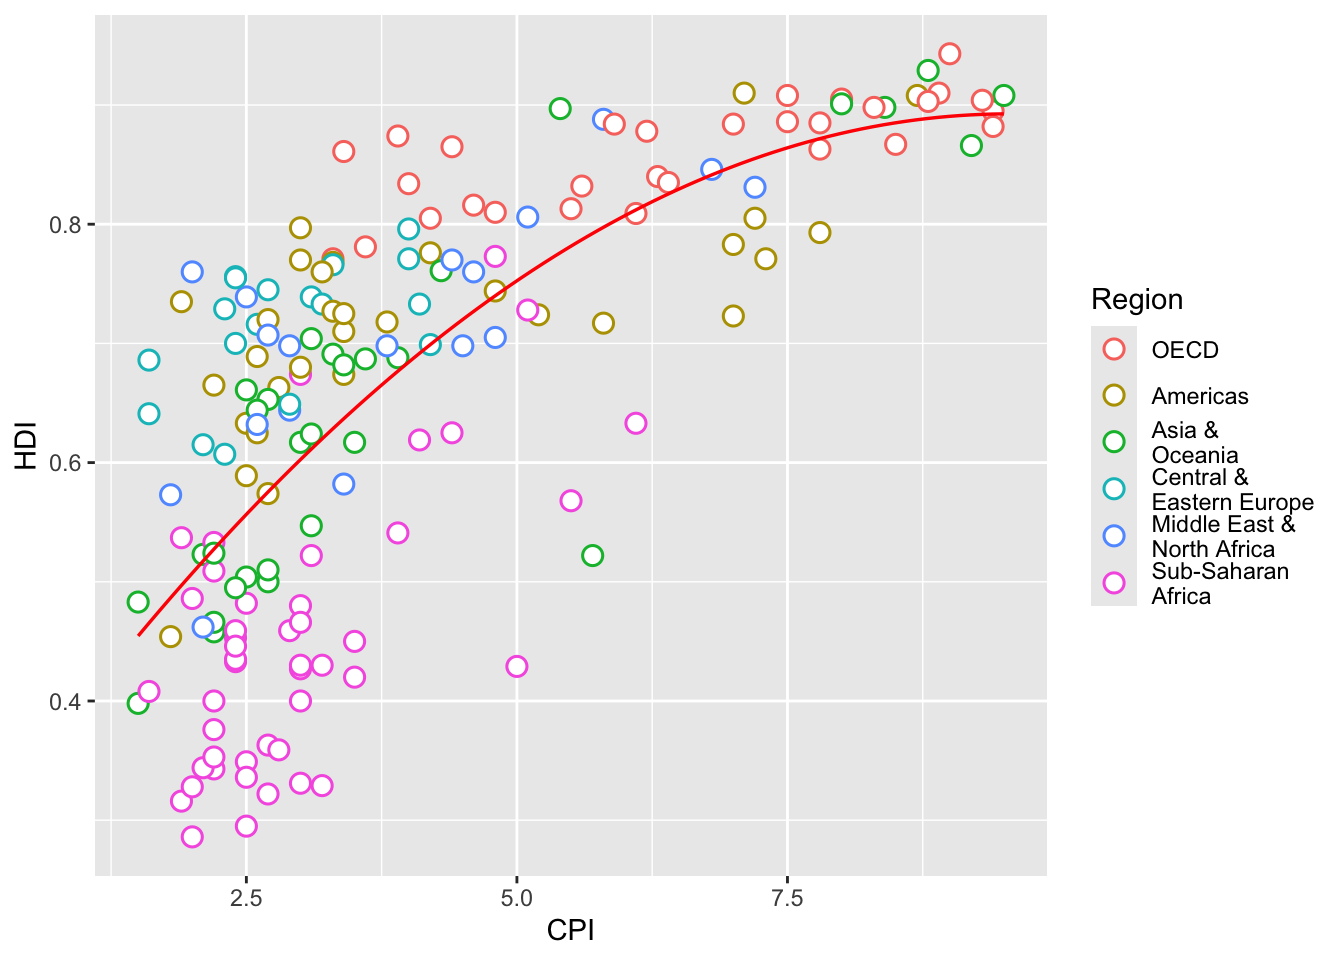 HDI
0.8
0.6
0.4
2.5
5.0
7.5
CPI
Region
OECD
Americas
Asia &
Oceania
Central &
Eastern Europe
Middle East &
North Africa
Sub-Saharan
Africa